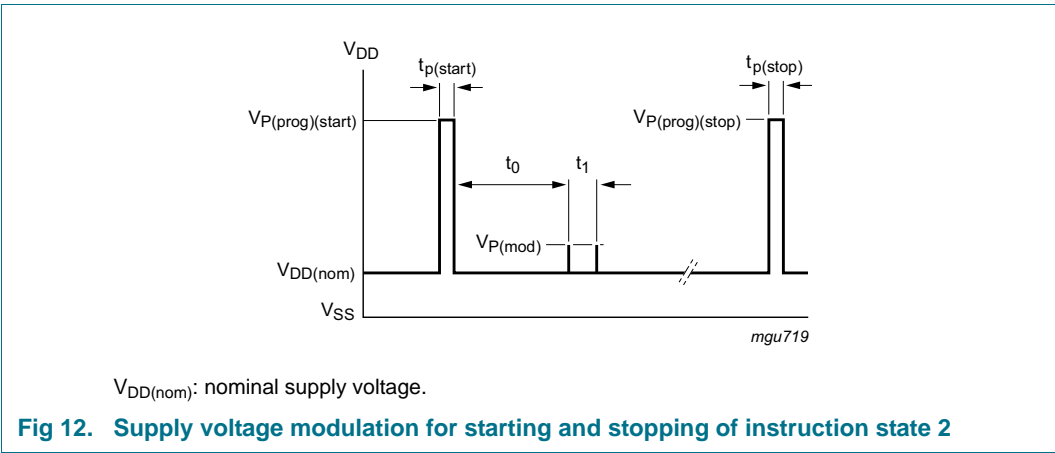 VDD
tp(start)
tp(stop)
VP(prog)(start)
VP(prog)(stop)
t0
t1
VP(mod)
VDD(nom)
VSS
mgu719
VDD(nom): nominal supply voltage.
Fig 12. Supply voltage modulation for starting and stopping of instruction state 2